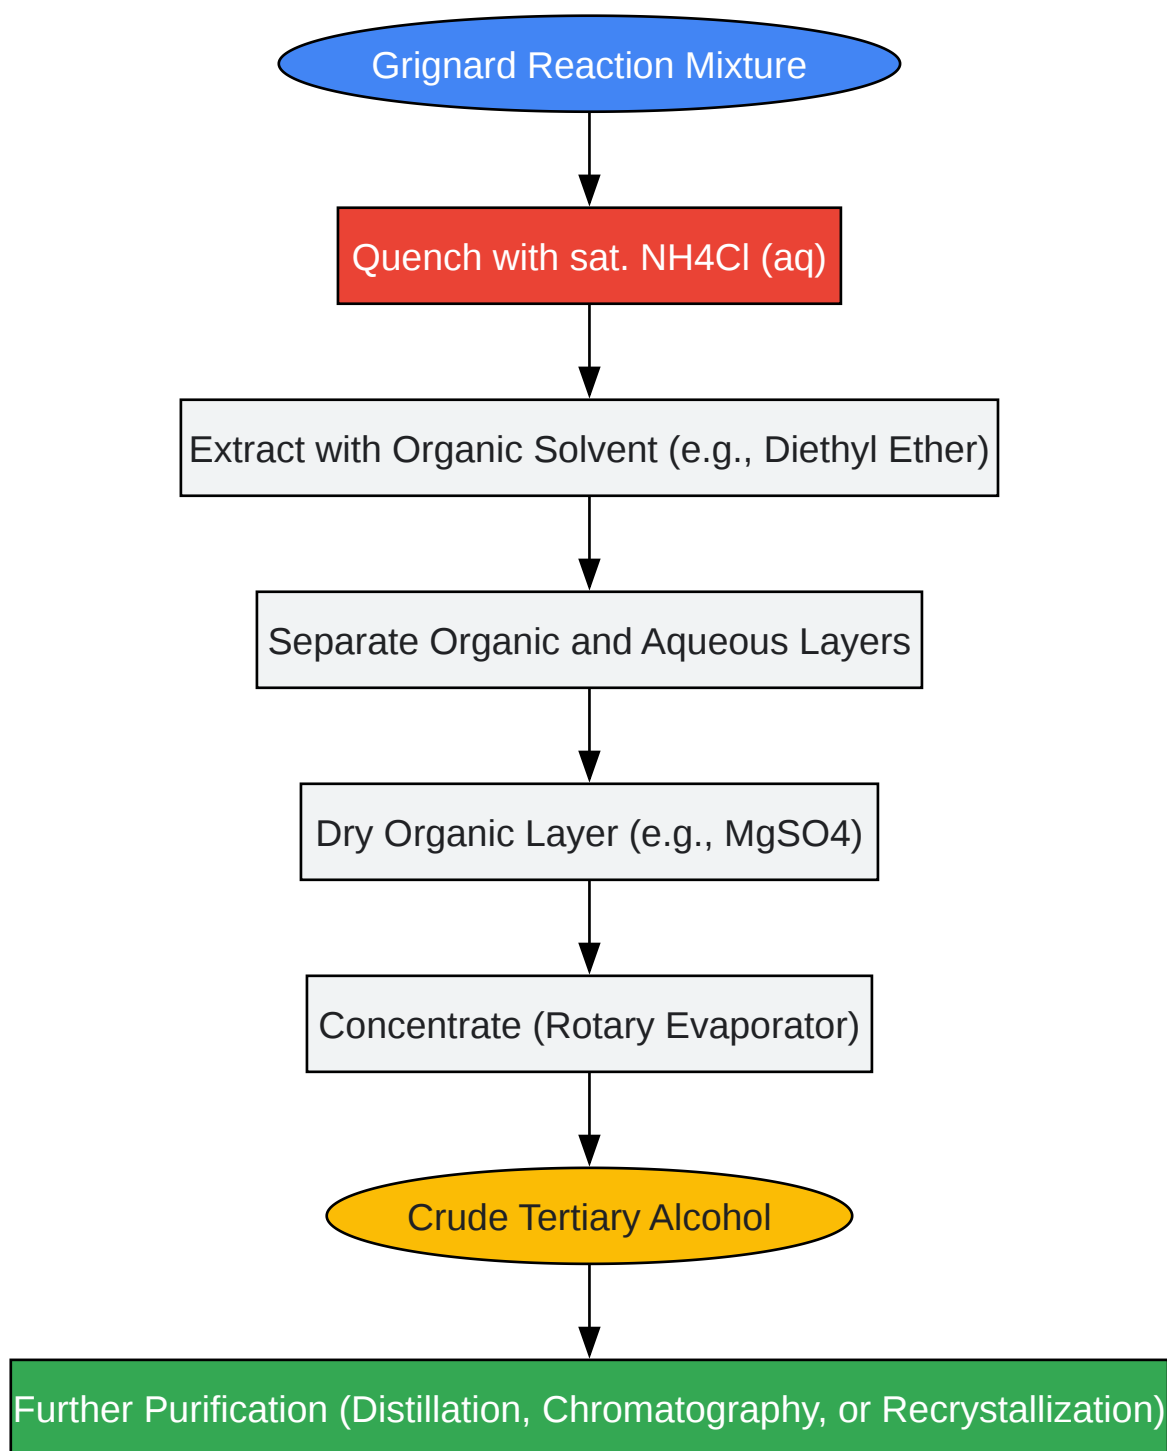 Grignard Reaction Mixture
Quench with sat. NH4Cl (aq)
Extract with Organic Solvent (e.g., Diethyl Ether)
Separate Organic and Aqueous Layers
Dry Organic Layer (e.g., MgSO4)
Concentrate (Rotary Evaporator)
Crude Tertiary Alcohol
Further Purification (Distillation, Chromatography, or Recrystallization)